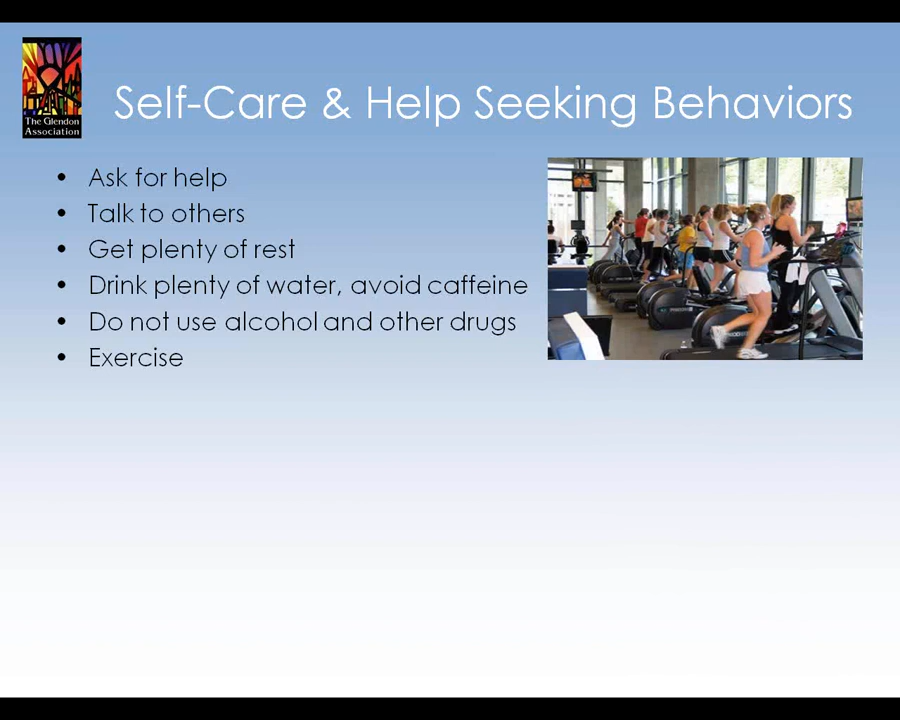 The Glendon
Association
Self-Care & Help Seeking Behaviors
• Ask for help
• Talk to others
• Get plenty of rest
• Drink plenty of water, avoid caffeine
• Do not use alcohol and other drugs
• Exercise